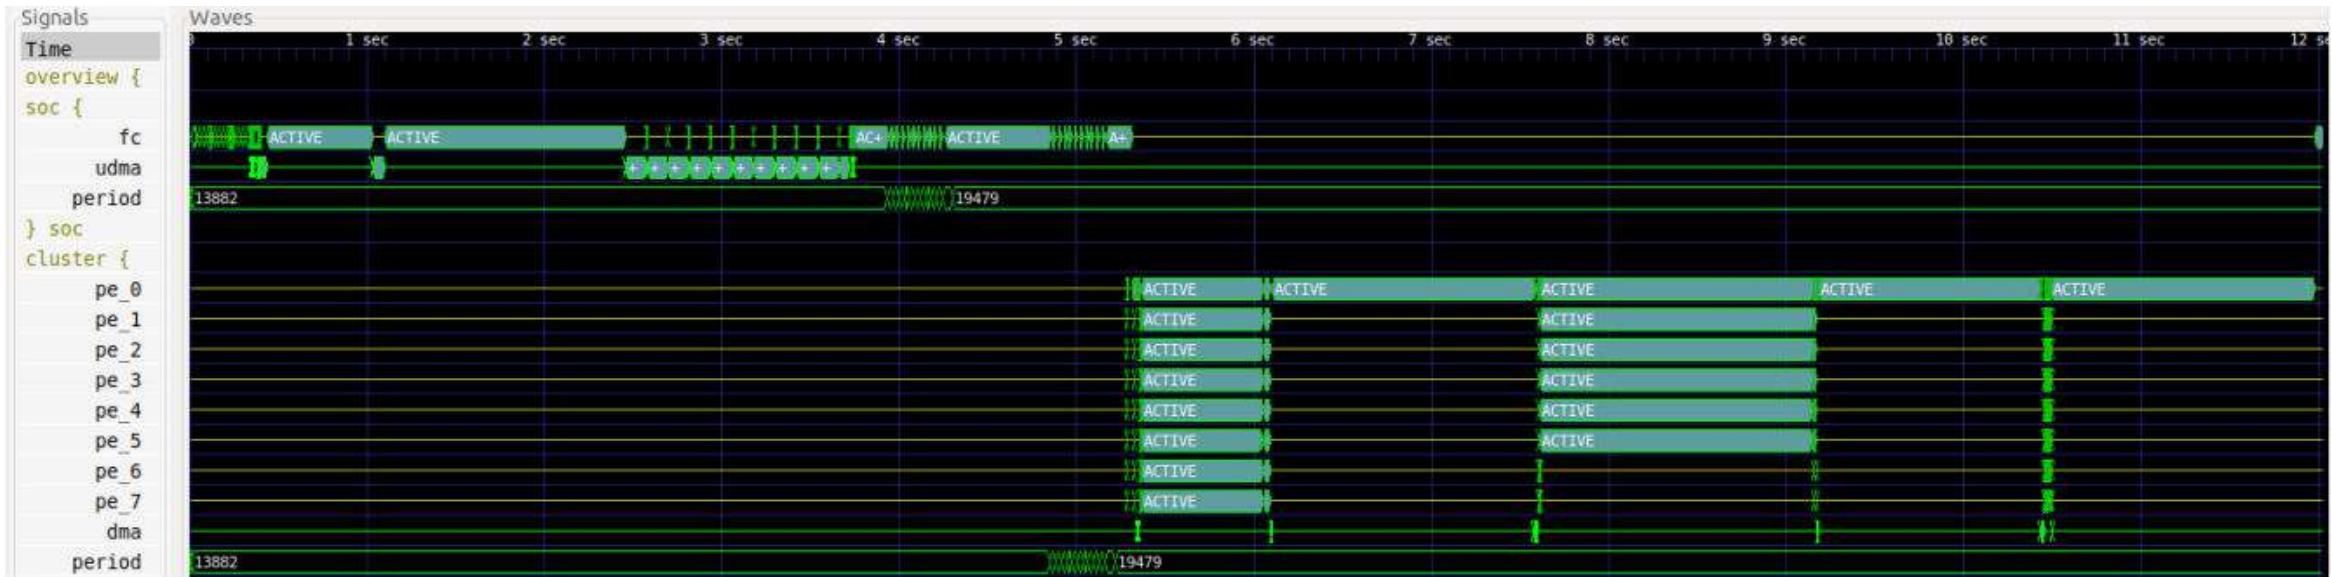 Signals Waves
Time 1 sec 2 sec 3 sec 4 sec 5 sec 6 sec 7 sec 8 sec 9 sec 10 sec 11 sec 12 s
overview {
soc {
fc ACTIVE ACTIVE AC+ ACTIVE A+
udma + + + + + + + + + +
period 13882 19479
} soc
cluster {
pe_0 ACTIVE ACTIVE ACTIVE ACTIVE ACTIVE
pe_1 ACTIVE ACTIVE
pe_2 ACTIVE ACTIVE
pe_3 ACTIVE ACTIVE
pe_4 ACTIVE ACTIVE
pe_5 ACTIVE ACTIVE
pe_6 ACTIVE
pe_7 ACTIVE
dma
period 13882 19479